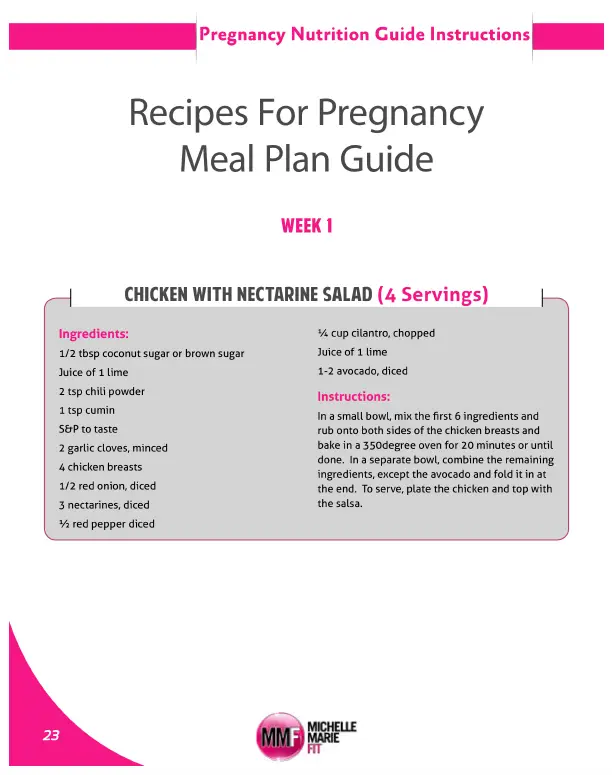 Pregnancy Nutrition Guide Instructions
Recipes For Pregnancy
Meal Plan Guide
WEEK 1
CHICKEN WITH NECTARINE SALAD (4 Servings)
Ingredients:
1/2 tbsp coconut sugar or brown sugar
Juice of 1 lime
2 tsp chili powder
1 tsp cumin
S&P to taste
2 garlic cloves, minced
4 chicken breasts
1/2 red onion, diced
3 nectarines, diced
½ red pepper diced
¼ cup cilantro, chopped
Juice of 1 lime
1-2 avocado, diced
Instructions:
In a small bowl, mix the first 6 ingredients and
rub onto both sides of the chicken breasts and
bake in a 350degree oven for 20 minutes or until
done.  In a separate bowl, combine the remaining
ingredients, except the avocado and fold it in at
the end.  To serve, plate the chicken and top with
the salsa.
23
MMF
MICHELLE
MARIE
FIT